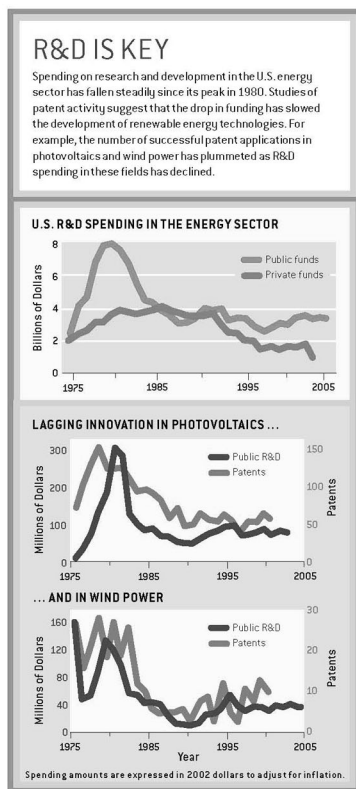 R&D IS KEY
Spending on research and development in the U.S. energy
sector has fallen steadily since its peak in 1980. Studies of
patent activity suggest that the drop in funding has slowed
the development of renewable energy technologies. For
example, the number of successful patent applications in
photovoltaics and wind power has plummeted as R&D
spending in these fields has declined.
U.S. R&D SPENDING IN THE ENERGY SECTOR
Billions of Dollars
8
6
4
2
0
Public funds
Private funds
1975 1985 1995 2005
LAGGING INNOVATION IN PHOTOVOLTAICS ...
Millions of Dollars
300
200
100
0
Public R&D
Patents
150
100
50
0
Patents
1975 1985 1995 2005
... AND IN WIND POWER
Millions of Dollars
160
120
80
40
0
Public R&D
Patents
30
20
10
0
Patents
1975 1985 1995 2005
Year
Spending amounts are expressed in 2002 dollars to adjust for inflation.